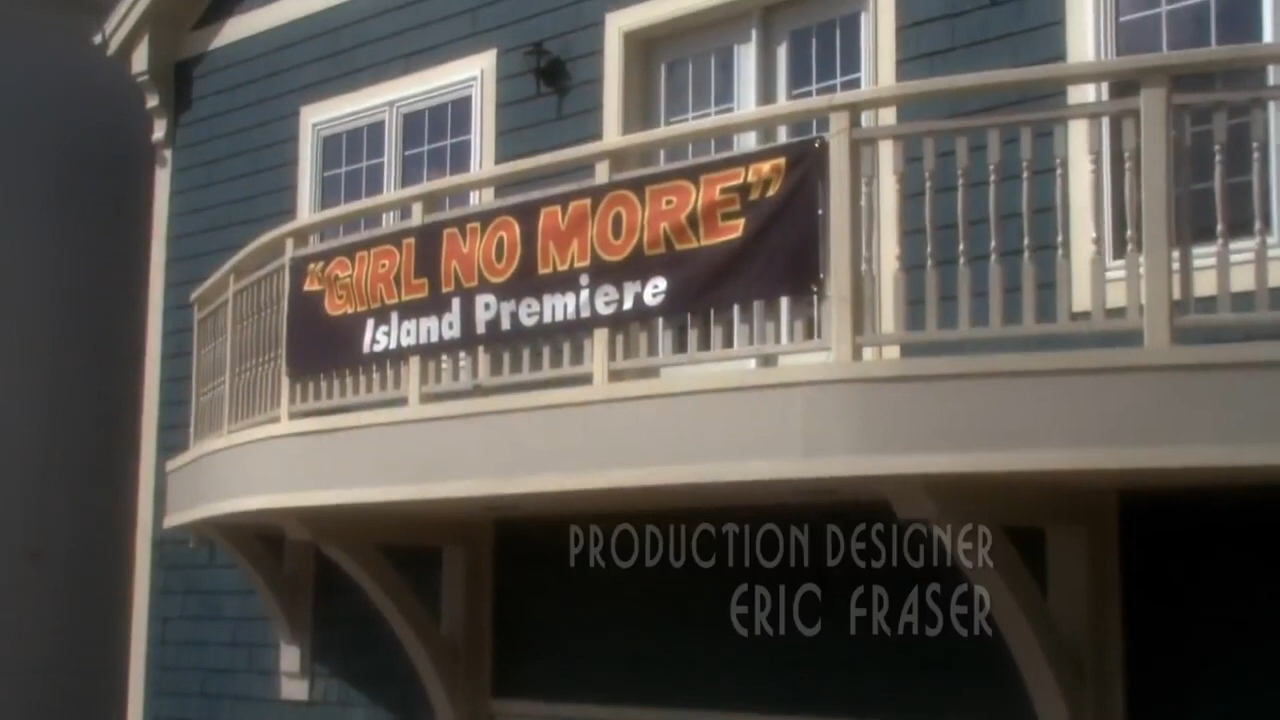 "GIRL NO MORE"
Island Premiere
PRODUCTION DESIGNER
ERIC FRASER